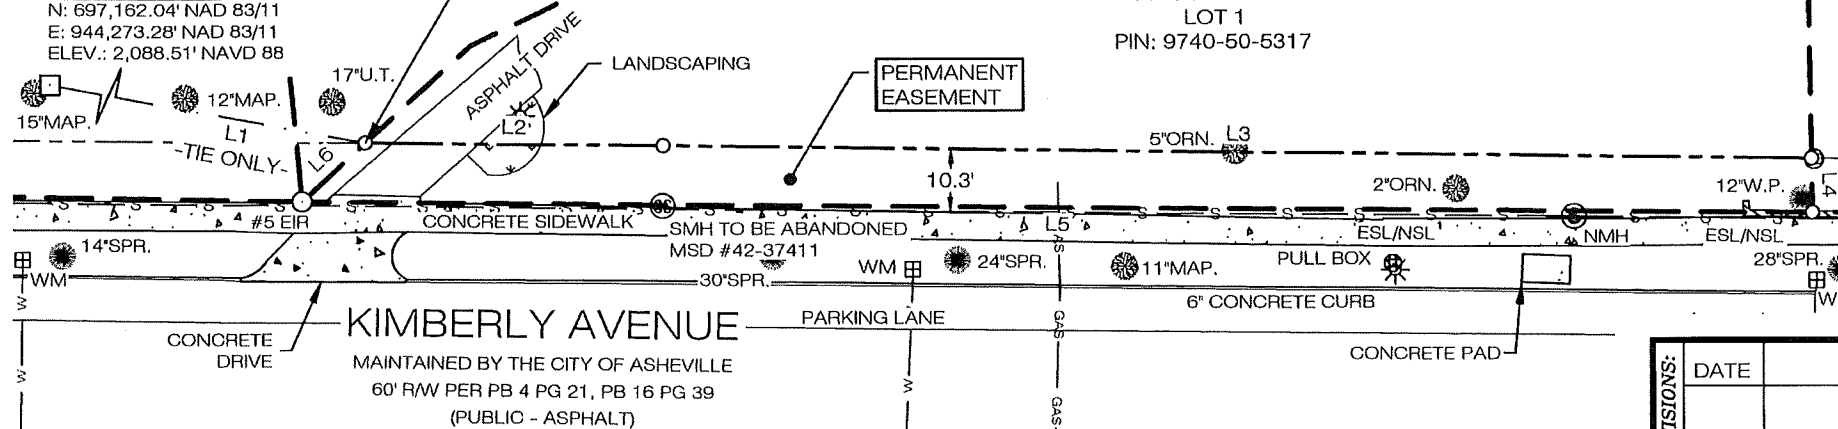 N: 697,162.04' NAD 83/11
E: 944,273.28' NAD 83/11
ELEV.: 2,088.51' NAVD 88
LOT 1
PIN: 9740-50-5317
17"U.T.
ASPHALT DRIVE
LANDSCAPING
PERMANENT
EASEMENT
12"MAP.
15"MAP.
L1
-TIE ONLY-
L6
L2
5"ORN.
L3
10.3'
2"ORN.
12"W.P.
L4
#5 EIR
CONCRETE SIDEWALK
SMH TO BE ABANDONED
MSD #42-37411
L5
ESL/NSL
NMH
ESL/NSL
14"SPR.
WM
30"SPR.
WM
24"SPR.
11"MAP.
PULL BOX
28"SPR.
6" CONCRETE CURB
CONCRETE
DRIVE
KIMBERLY AVENUE
PARKING LANE
CONCRETE PAD
MAINTAINED BY THE CITY OF ASHEVILLE
60' R/W PER PB 4 PG 21, PB 16 PG 39
(PUBLIC - ASPHALT)
GAS
GAS
W
W
W
W
S S S S S S S S S
ISIONS:
DATE